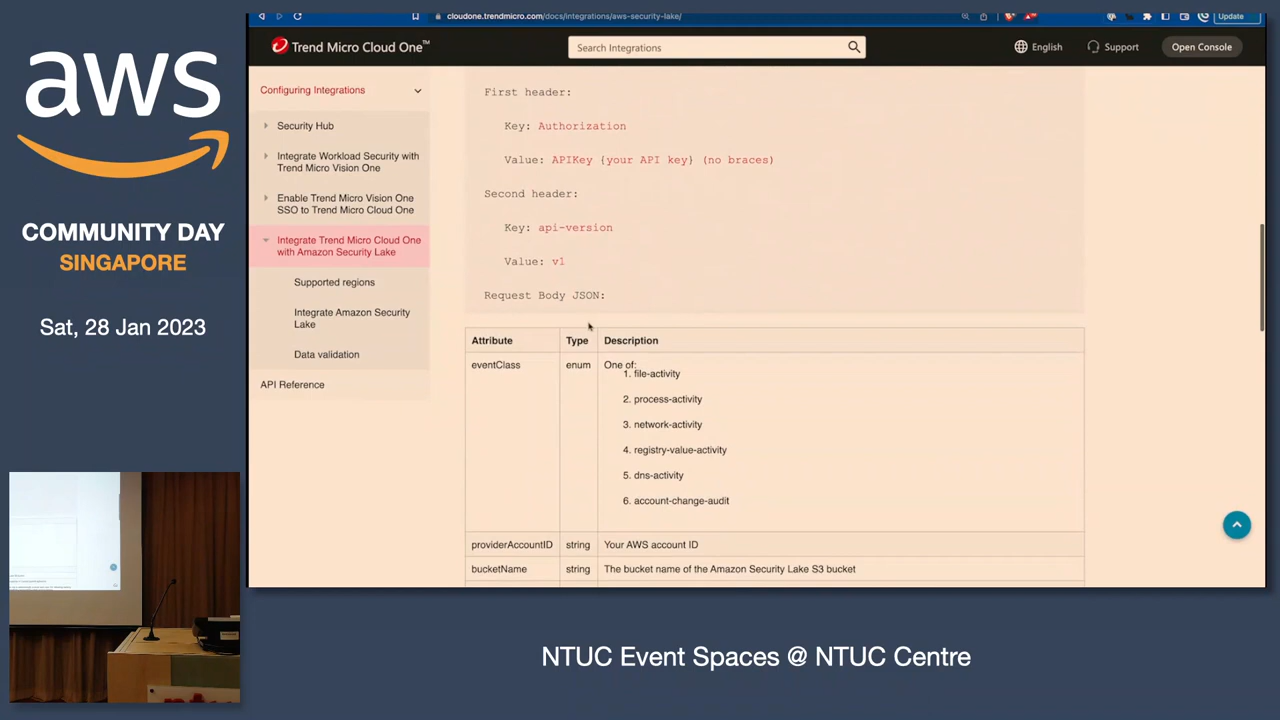 aws
COMMUNITY DAY
SINGAPORE
Sat, 28 Jan 2023
cloudone.trendmicro.com/docs/integrations/aws-security-lake/
Update
Trend Micro Cloud One™
Search Integrations
English
Support
Open Console
Configuring Integrations
Security Hub
Integrate Workload Security with
Trend Micro Vision One
Enable Trend Micro Vision One
SSO to Trend Micro Cloud One
Integrate Trend Micro Cloud One
with Amazon Security Lake
Supported regions
Integrate Amazon Security
Lake
Data validation
API Reference
First header:
Key: Authorization
Value: APIKey {your API key} (no braces)
Second header:
Key: api-version
Value: v1
Request Body JSON:
Attribute Type Description
eventClass enum One of:
1. file-activity
2. process-activity
3. network-activity
4. registry-value-activity
5. dns-activity
6. account-change-audit
providerAccountID string Your AWS account ID
bucketName string The bucket name of the Amazon Security Lake S3 bucket
NTUC Event Spaces @ NTUC Centre